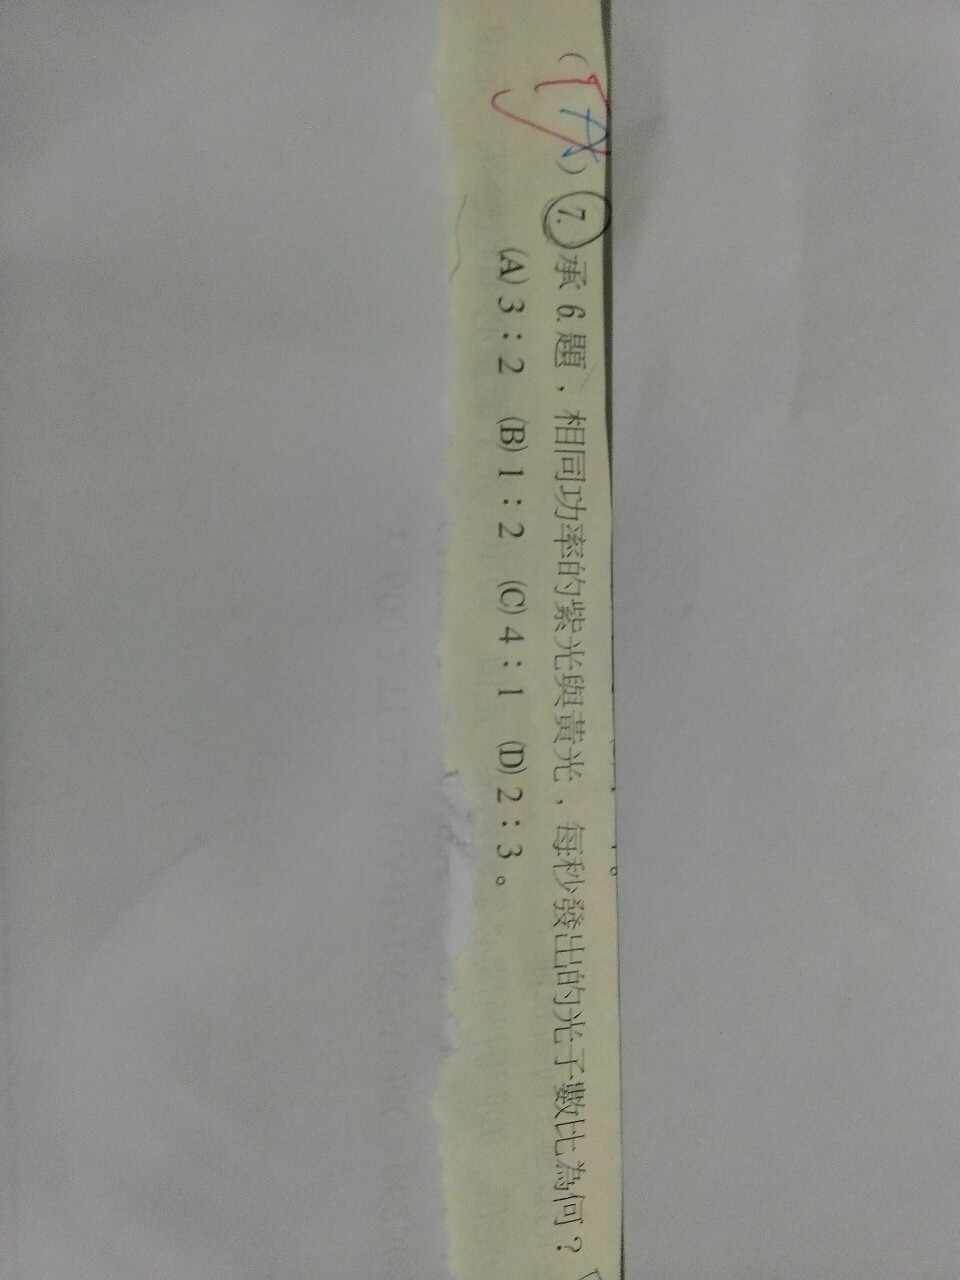 (A) 7. 承 6. 題，相同功率的紫光與黃光，每秒發出的光子數比為何？
(A) 3：2 (B) 1：2 (C) 4：1 (D) 2：3。